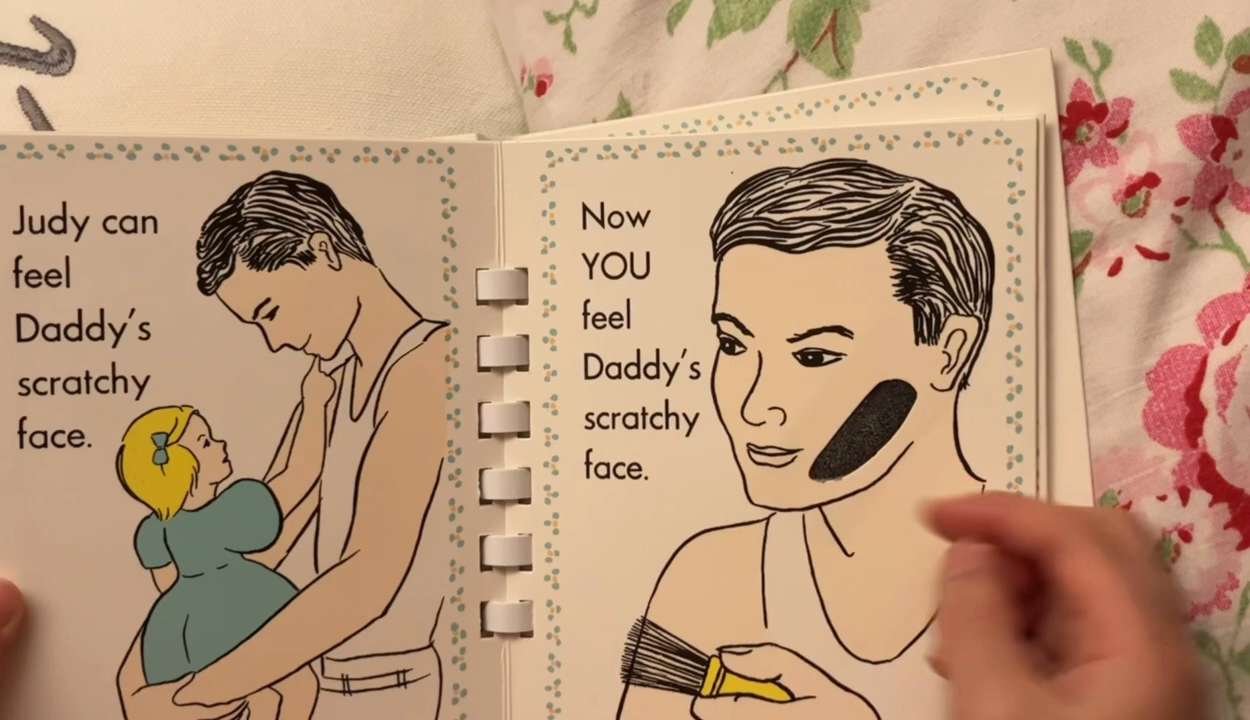 Judy can
feel
Daddy's
scratchy
face.
Now
YOU
feel
Daddy's
scratchy
face.